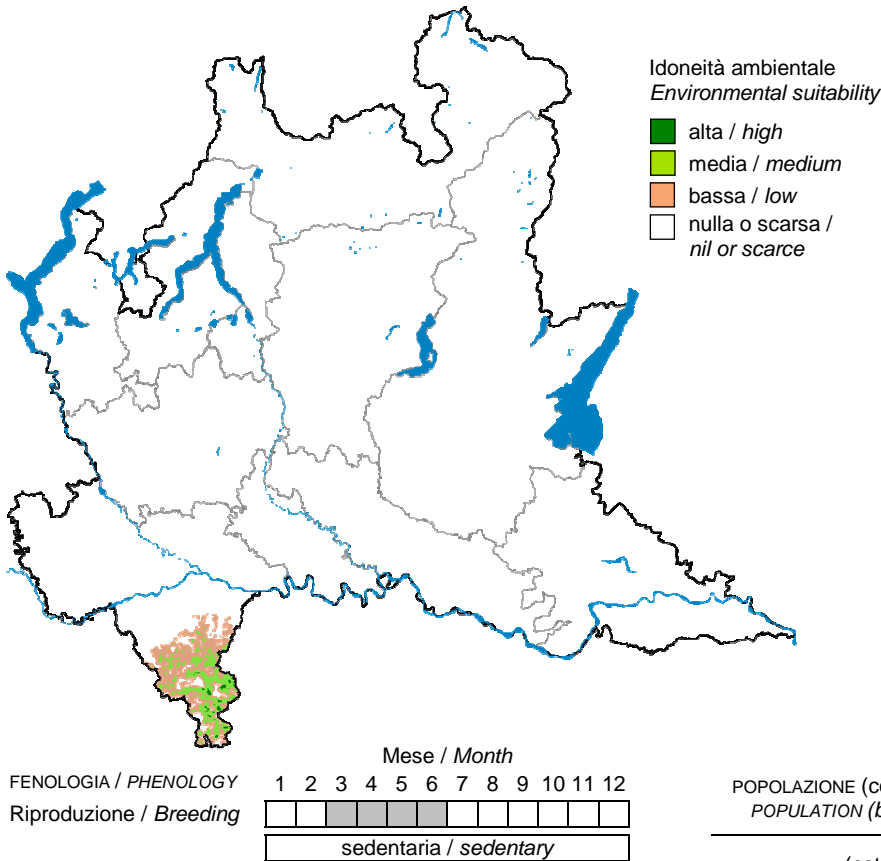 Idoneità ambientale
Environmental suitability
alta / high
media / medium
bassa / low
nulla o scarsa /
nil or scarce
Mese / Month
FENOLOGIA / PHENOLOGY 1 2 3 4 5 6 7 8 9 10 11 12
Riproduzione / Breeding
sedentaria / sedentary
POPOLAZIONE (co
POPULATION (b